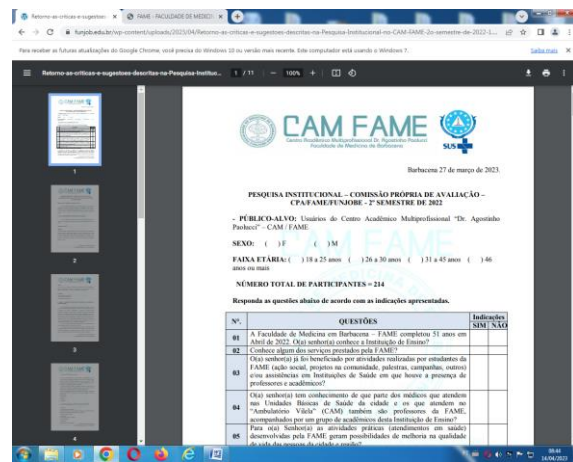 Retorno-as-criticas-e-sugestoes
FAME - FACULDADE DE MEDICI
funjob.edu.br/wp-content/uploads/2025/04/Retorno-as-criticas-e-sugestoes-descritas-na-Pesquisa-Institucional-no-CAM-FAME-2o-semestre-de-2022-1...
Para receber as futuras atualizações do Google Chrome, você precisa do Windows 10 ou versão mais recente. Este computador está usando o Windows 7.
Saiba mais
Retorno-as-criticas-e-sugestoes-descritas-na-Pesquisa-Instituc...
1 / 11
100%
1
2
3
4
CAM FAME
Centro Acadêmico Multiprofissional Dr. Agostinho Paolucci
Faculdade de Medicina de Barbacena
SUS
Barbacena 27 de março de 2023.
PESQUISA INSTITUCIONAL – COMISSÃO PRÓPRIA DE AVALIAÇÃO –
CPA/FAME/FUNJOBE - 2º SEMESTRE DE 2022
- PÚBLICO-ALVO: Usuários do Centro Acadêmico Multiprofissional “Dr. Agostinho
Paolucci” – CAM / FAME
SEXO: ( ) F ( ) M
FAIXA ETÁRIA: ( ) 18 a 25 anos ( ) 26 a 30 anos ( ) 31 a 45 anos ( ) 46
anos ou mais
NÚMERO TOTAL DE PARTICIPANTES = 214
Responda as questões abaixo de acordo com as indicações apresentadas.
Nº. QUESTÕES Indicações
SIM NÃO
01 A Faculdade de Medicina em Barbacena – FAME completou 51 anos em
Abril de 2022. O(a) senhor(a) conhece a Instituição de Ensino?
02 Conhece algum dos serviços prestados pela FAME?
03 O(a) senhor(a) já foi beneficiado por atividades realizadas por estudantes da
FAME (ação social, projetos na comunidade, palestras, campanhas, outros)
e/ou assistências em Instituições de Saúde em que houve a presença de
professores e acadêmicos?
04 O(a) senhor(a) tem conhecimento de que parte dos médicos que atendem
nas Unidades Básicas de Saúde da cidade e os que atendem no
“Ambulatório Vilela” (CAM) também são professores da FAME,
acompanhados por um grupo de acadêmicos desta Instituição de Ensino?
05 Para o(a) Senhor(a) as atividades práticas (atendimentos em saúde)
desenvolvidas pela FAME geram possibilidades de melhoria na qualidade
de vida das pessoas da cidade e região?
08:44
14/04/2023